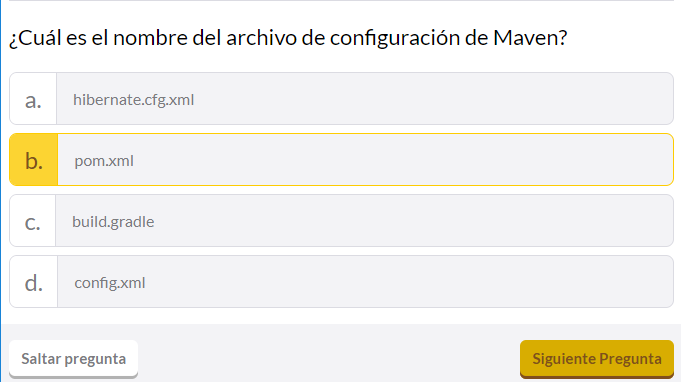 ¿Cuál es el nombre del archivo de configuración de Maven?
a. hibernate.cfg.xml
b. pom.xml
c. build.gradle
d. config.xml
Saltar pregunta Siguiente Pregunta